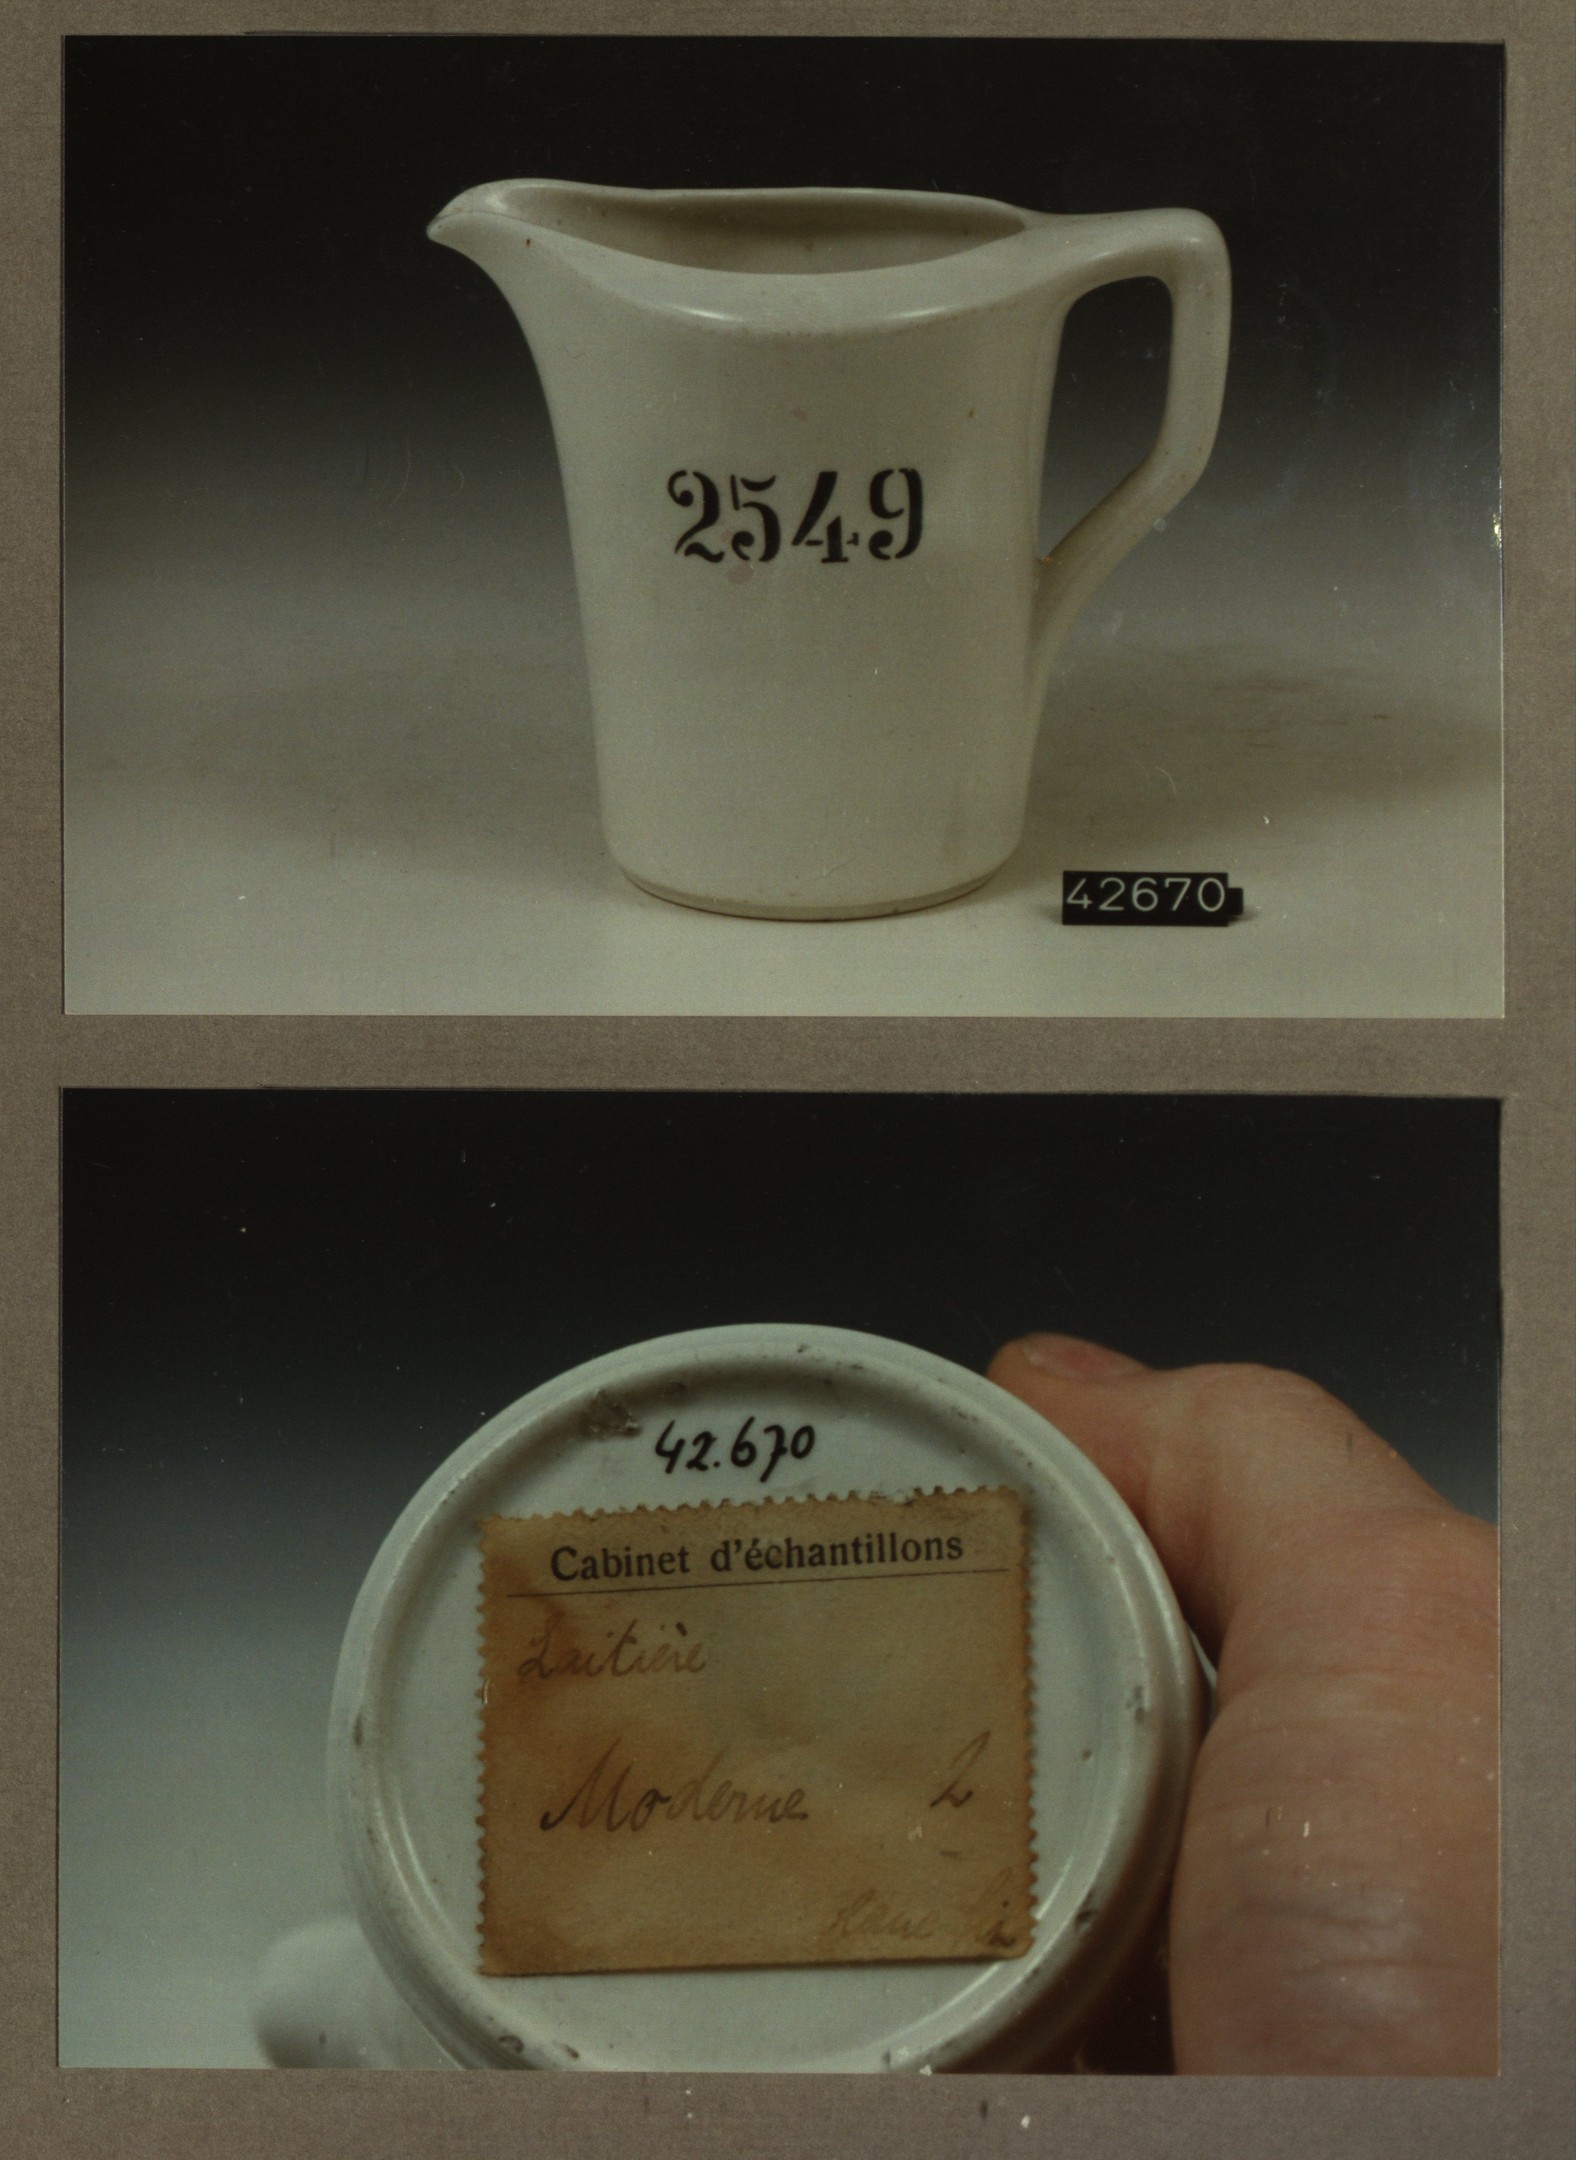 2549
42670
42.670
Cabinet d'échantillons
Laitière
Moderne 2